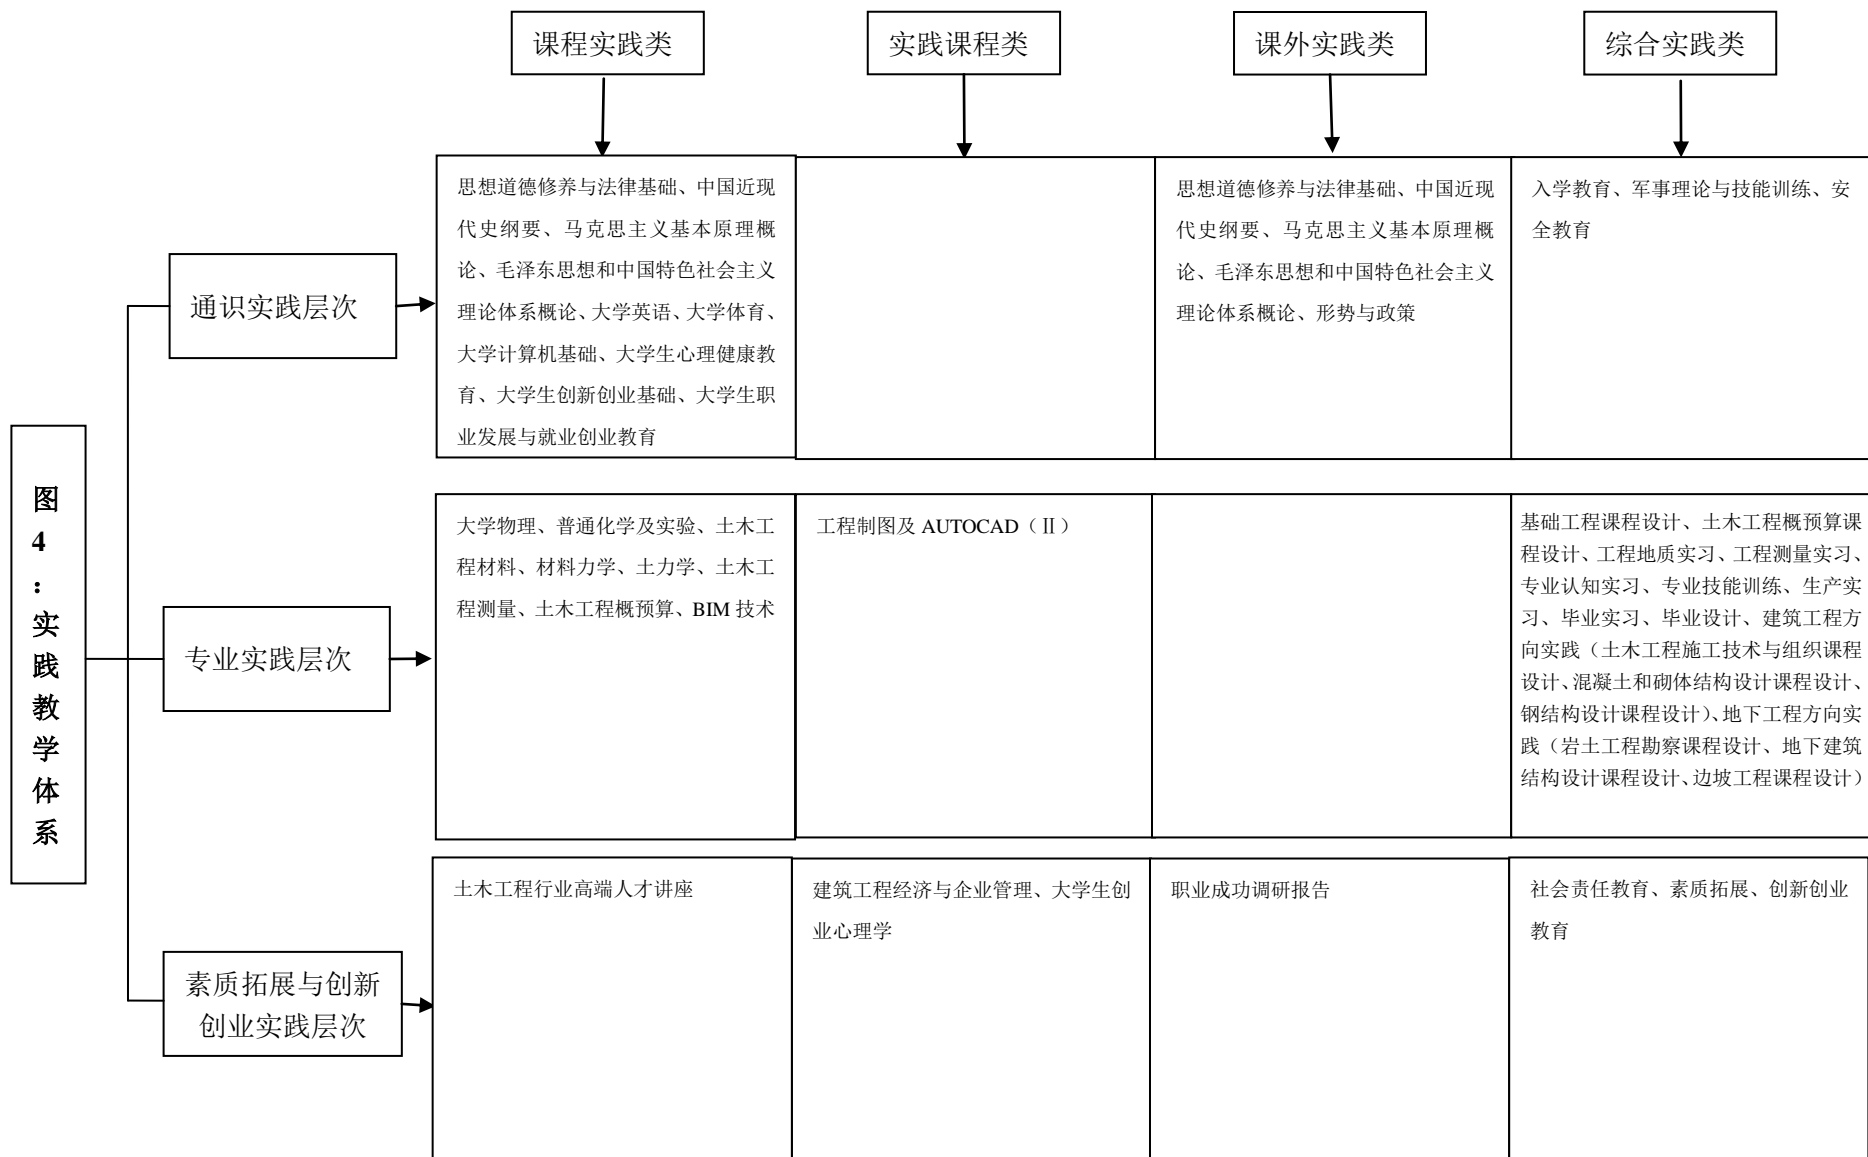 课程实践类
实践课程类
课外实践类
综合实践类
图
4
：
实
践
教
学
体
系
通识实践层次
思想道德修养与法律基础、中国近现
代史纲要、马克思主义基本原理概
论、毛泽东思想和中国特色社会主义
理论体系概论、大学英语、大学体育、
大学计算机基础、大学生心理健康教
育、大学生创新创业基础、大学生职
业发展与就业创业教育
思想道德修养与法律基础、中国近现
代史纲要、马克思主义基本原理概
论、毛泽东思想和中国特色社会主义
理论体系概论、形势与政策
入学教育、军事理论与技能训练、安
全教育
专业实践层次
大学物理、普通化学及实验、土木工
程材料、材料力学、土力学、土木工
程测量、土木工程概预算、BIM 技术
工程制图及 AUTOCAD（Ⅱ）
基础工程课程设计、土木工程概预算课
程设计、工程地质实习、工程测量实习、
专业认知实习、专业技能训练、生产实
习、毕业实习、毕业设计、建筑工程方
向实践（土木工程施工技术与组织课程
设计、混凝土和砌体结构设计课程设计、
钢结构设计课程设计）、地下工程方向实
践（岩土工程勘察课程设计、地下建筑
结构设计课程设计、边坡工程课程设计）
素质拓展与创新
创业实践层次
土木工程行业高端人才讲座
建筑工程经济与企业管理、大学生创
业心理学
职业成功调研报告
社会责任教育、素质拓展、创新创业
教育